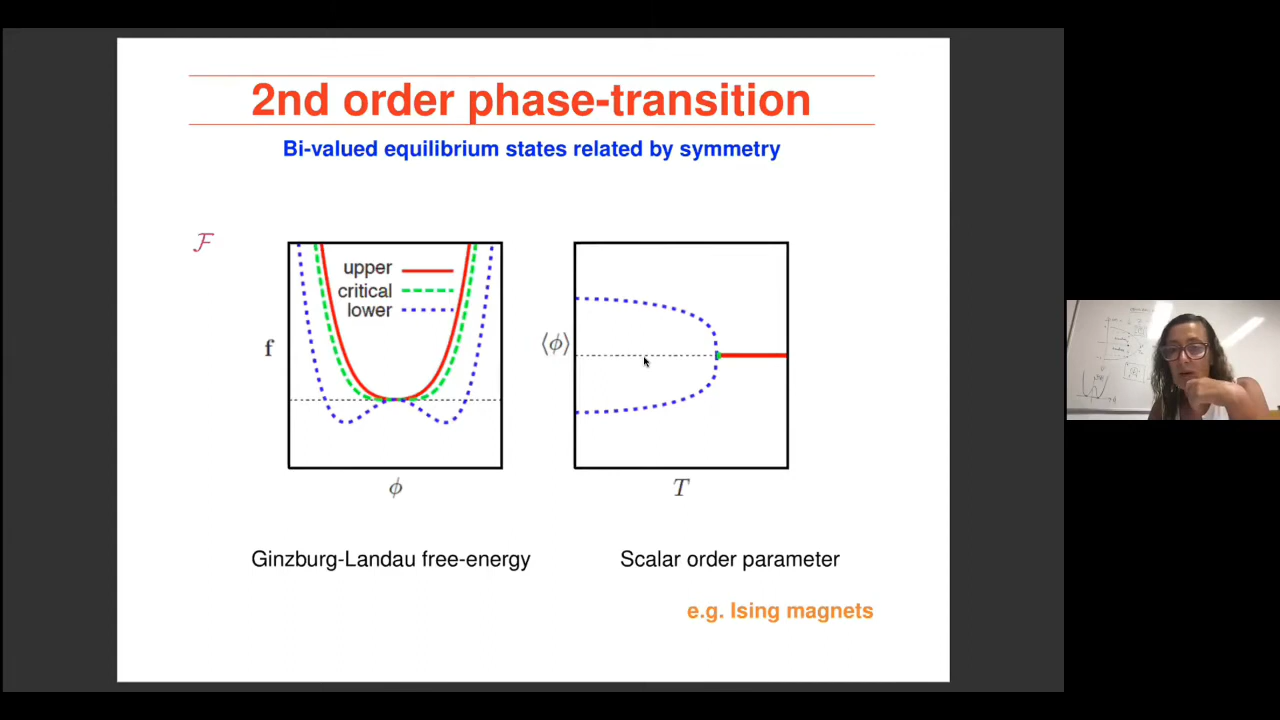 2nd order phase-transition
Bi-valued equilibrium states related by symmetry
ℱ
upper
critical
lower
f
ϕ
⟨ϕ⟩
T
Ginzburg-Landau free-energy
Scalar order parameter
e.g. Ising magnets